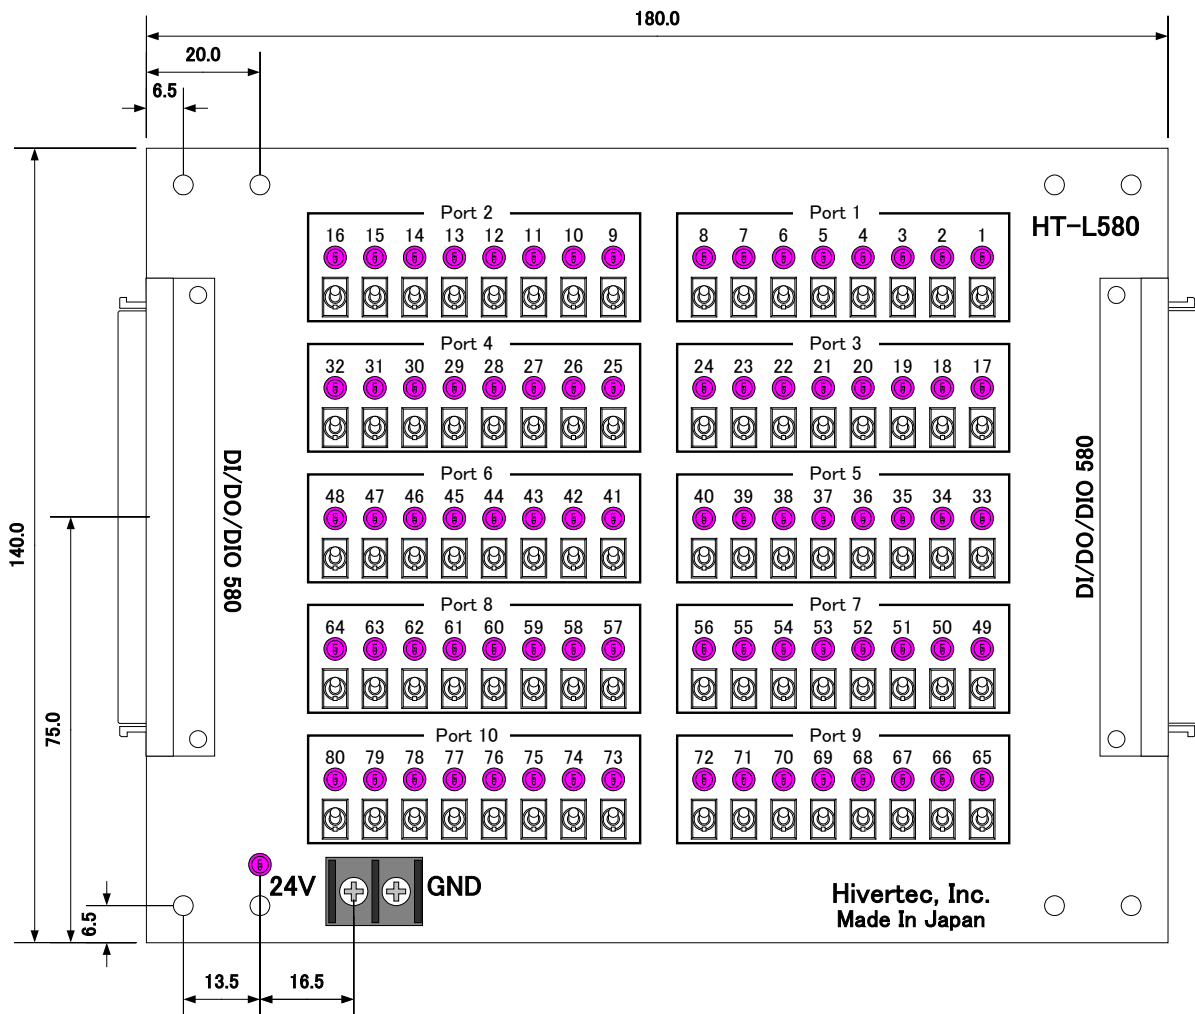 180.0
20.0
6.5
Port 2
16 15 14 13 12 11 10 9
Port 1
8 7 6 5 4 3 2 1
HT-L580
Port 4
32 31 30 29 28 27 26 25
Port 3
24 23 22 21 20 19 18 17
DI/DO/DIO 580
Port 6
48 47 46 45 44 43 42 41
Port 5
40 39 38 37 36 35 34 33
DI/DO/DIO 580
140.0
75.0
Port 8
64 63 62 61 60 59 58 57
Port 7
56 55 54 53 52 51 50 49
Port 10
80 79 78 77 76 75 74 73
Port 9
72 71 70 69 68 67 66 65
24V
GND
Hivertec, Inc.
Made In Japan
6.5
13.5
16.5